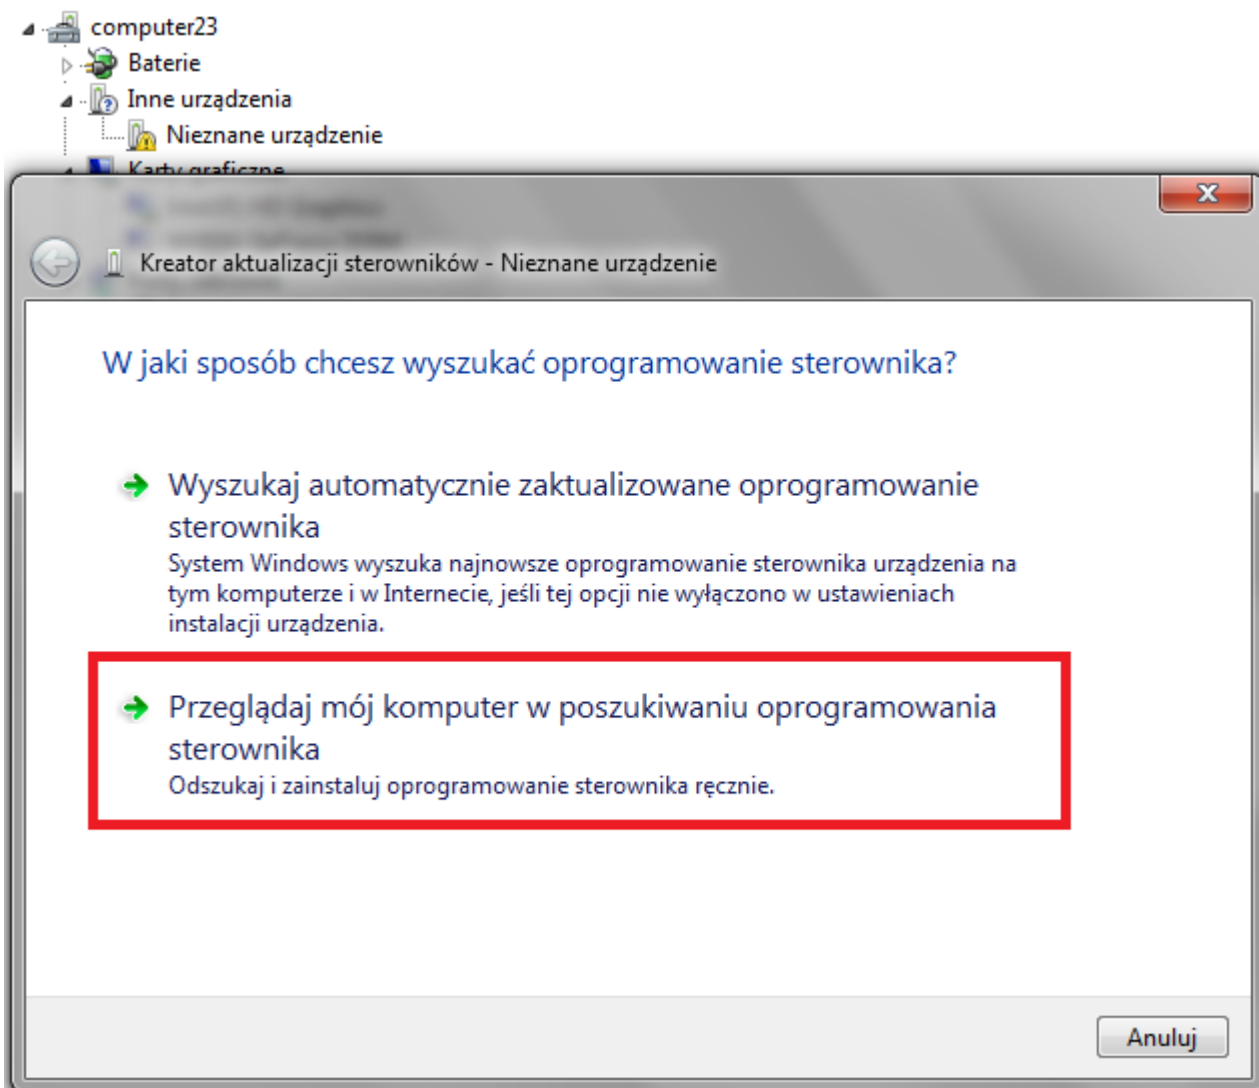 computer23
Baterie
Inne urządzenia
Nieznane urządzenie
Karty graficzne
Kreator aktualizacji sterowników - Nieznane urządzenie
W jaki sposób chcesz wyszukać oprogramowanie sterownika?
Wyszukaj automatycznie zaktualizowane oprogramowanie
sterownika
System Windows wyszuka najnowsze oprogramowanie sterownika urządzenia na
tym komputerze i w Internecie, jeśli tej opcji nie wyłączono w ustawieniach
instalacji urządzenia.
Przeglądaj mój komputer w poszukiwaniu oprogramowania
sterownika
Odszukaj i zainstaluj oprogramowanie sterownika ręcznie.
Anuluj